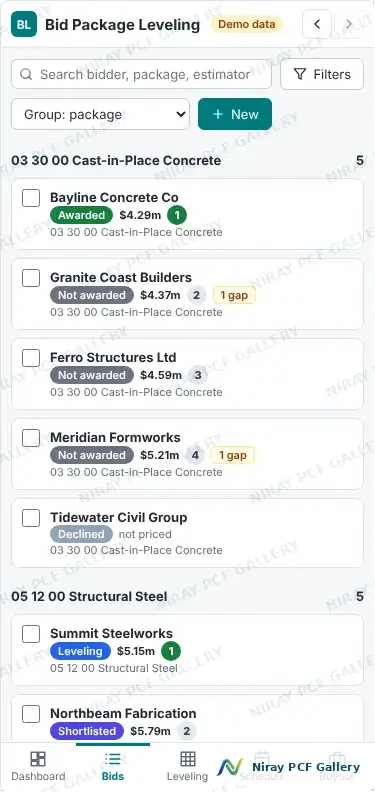 BL Bid Package Leveling Demo data
Search bidder, package, estimator Filters
Group: package + New
03 30 00 Cast-in-Place Concrete 5
Bayline Concrete Co
Awarded $4.29m 1
03 30 00 Cast-in-Place Concrete
Granite Coast Builders
Not awarded $4.37m 2 1 gap
03 30 00 Cast-in-Place Concrete
Ferro Structures Ltd
Not awarded $4.59m 3
03 30 00 Cast-in-Place Concrete
Meridian Formworks
Not awarded $5.21m 4 1 gap
03 30 00 Cast-in-Place Concrete
Tidewater Civil Group
Declined not priced
03 30 00 Cast-in-Place Concrete
05 12 00 Structural Steel 5
Summit Steelworks
Leveling $5.15m 1
05 12 00 Structural Steel
Northbeam Fabrication
Shortlisted $5.79m 2
Dashboard Bids Leveling Schedule Buyout
Niray PCF Gallery
NIRAY PCF GALLERY